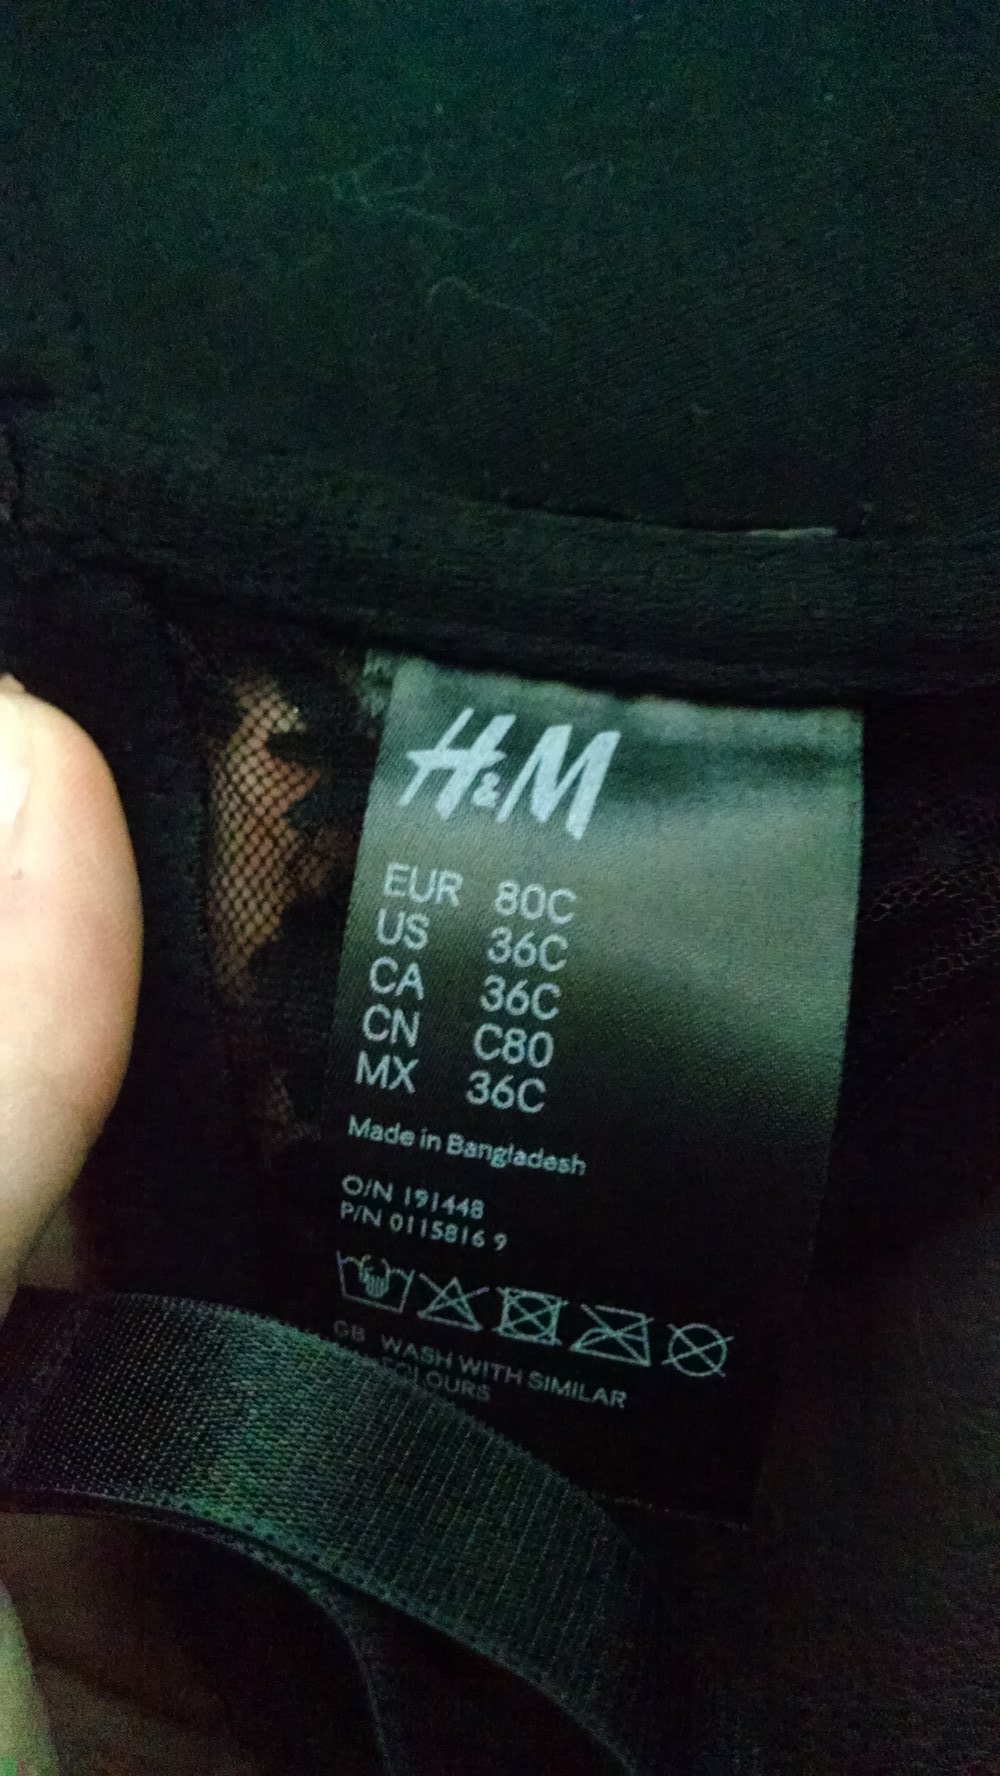 H&M
EUR 80C
US 36C
CA 36C
CN C80
MX 36C
Made in Bangladesh
O/N 191448
P/N 0115816 9
GB WASH WITH SIMILAR
COLOURS